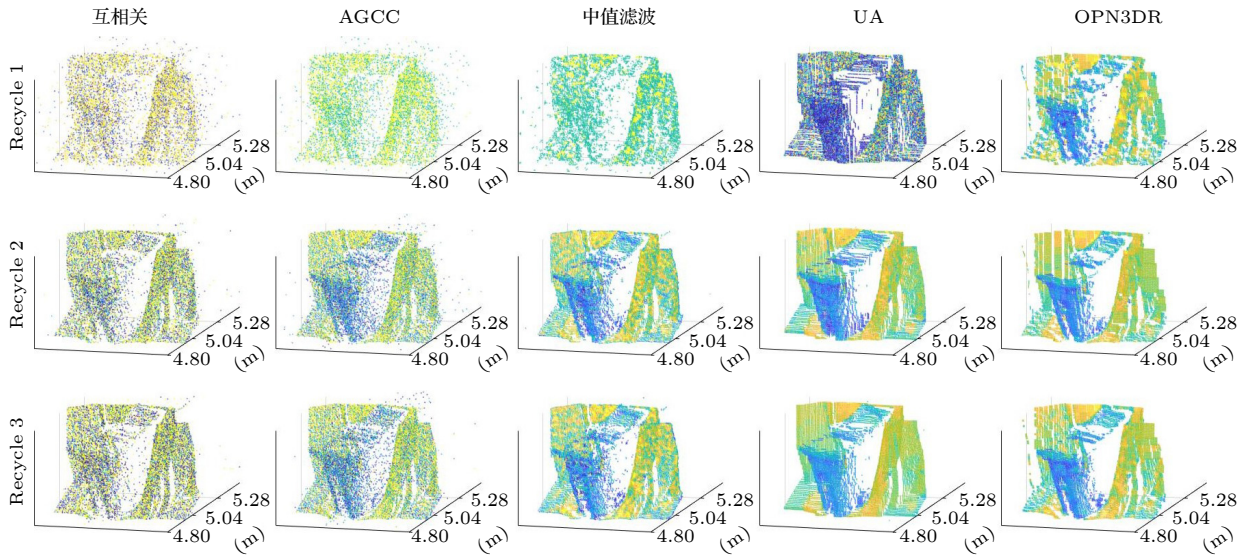 互相关 AGCC 中值滤波 UA OPN3DR
Recycle 1
5.28 5.28 5.28 5.28 5.28
5.04 5.04 5.04 5.04 5.04
4.80 (m) 4.80 (m) 4.80 (m) 4.80 (m) 4.80 (m)
Recycle 2
5.28 5.28 5.28 5.28 5.28
5.04 5.04 5.04 5.04 5.04
4.80 (m) 4.80 (m) 4.80 (m) 4.80 (m) 4.80 (m)
Recycle 3
5.28 5.28 5.28 5.28 5.28
5.04 5.04 5.04 5.04 5.04
4.80 (m) 4.80 (m) 4.80 (m) 4.80 (m) 4.80 (m)